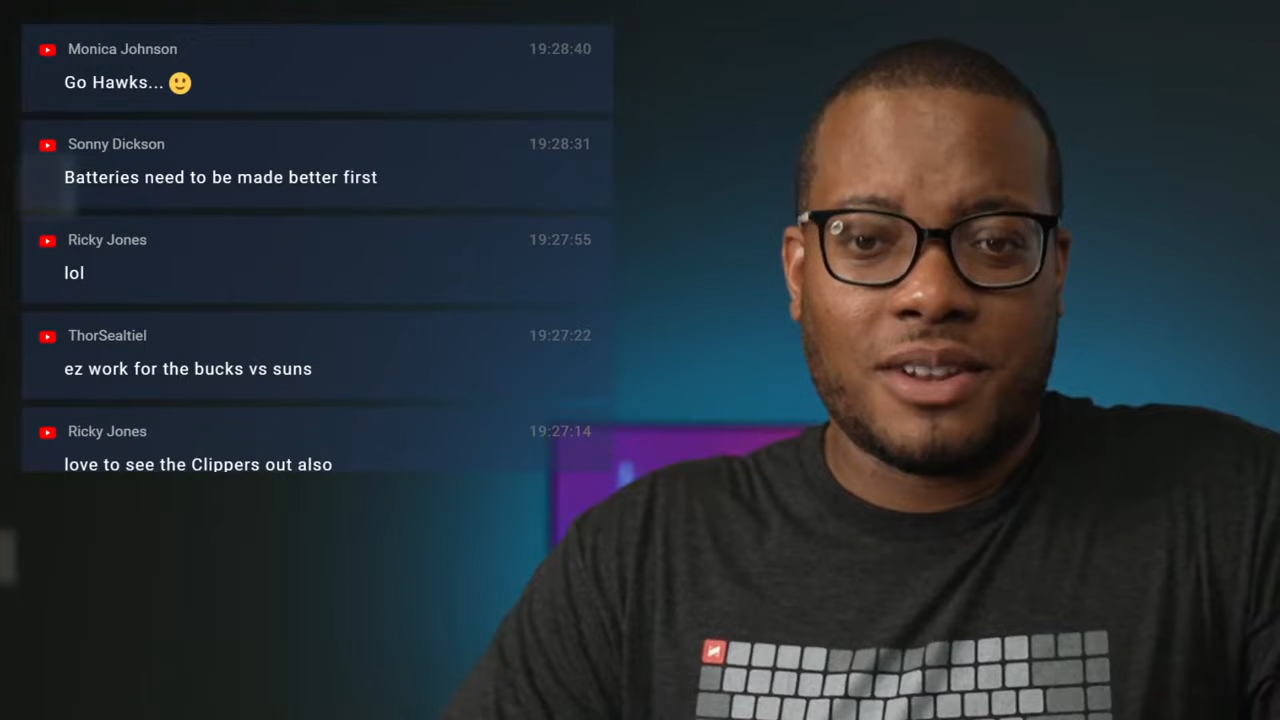 Monica Johnson 19:28:40
Go Hawks... 🙂
Sonny Dickson 19:28:31
Batteries need to be made better first
Ricky Jones 19:27:55
lol
ThorSealtiel 19:27:22
ez work for the bucks vs suns
Ricky Jones 19:27:14
love to see the Clippers out also